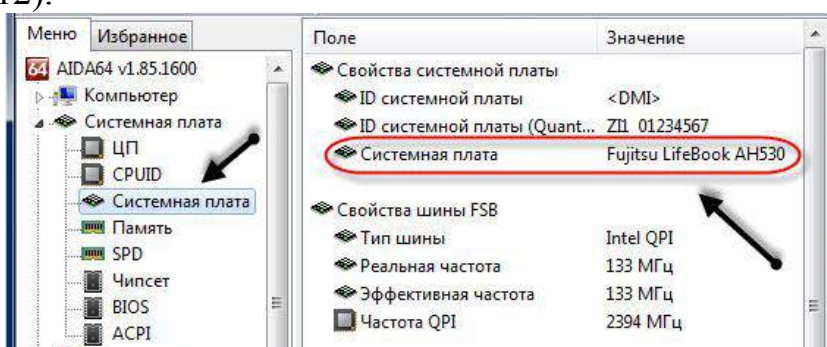 12).
Меню Избранное
AIDA64 v1.85.1600
Компьютер
Системная плата
ЦП
CPUID
Системная плата
Память
SPD
Чипсет
BIOS
ACPI
Поле Значение
Свойства системной платы
ID системной платы <DMI>
ID системной платы (Quant... ZI1 01234567
Системная плата Fujitsu LifeBook AH530
Свойства шины FSB
Тип шины Intel QPI
Реальная частота 133 МГц
Эффективная частота 133 МГц
Частота QPI 2394 МГц